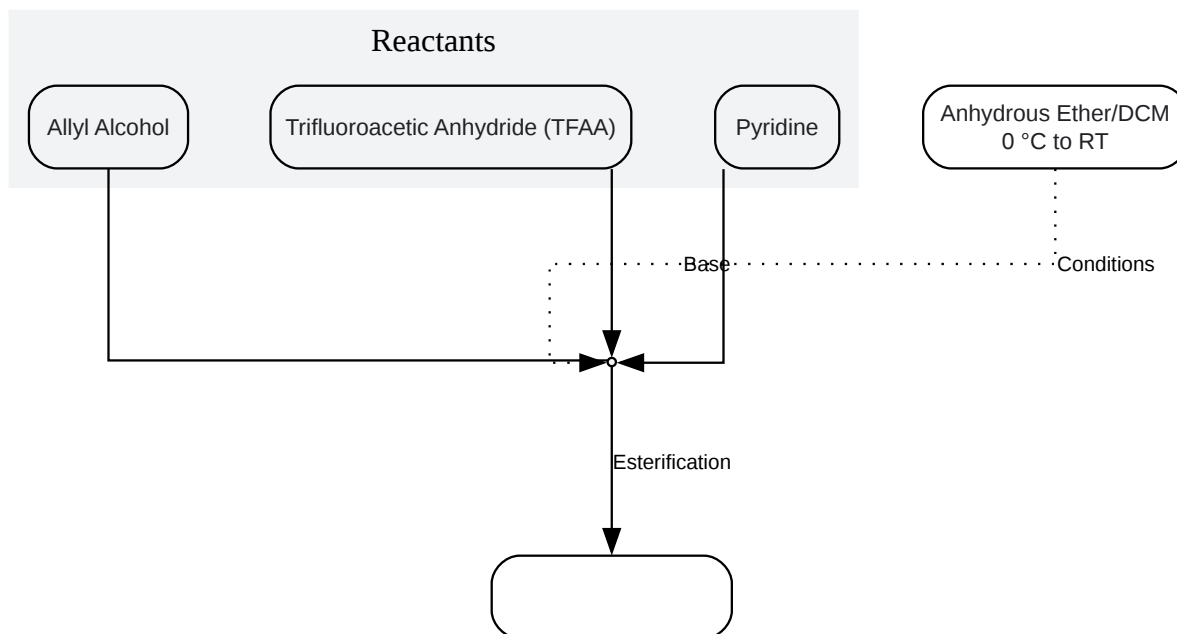 Reactants
Allyl Alcohol
Trifluoroacetic Anhydride (TFAA)
Pyridine
Anhydrous Ether/DCM
0 °C to RT
Base
Conditions
Esterification